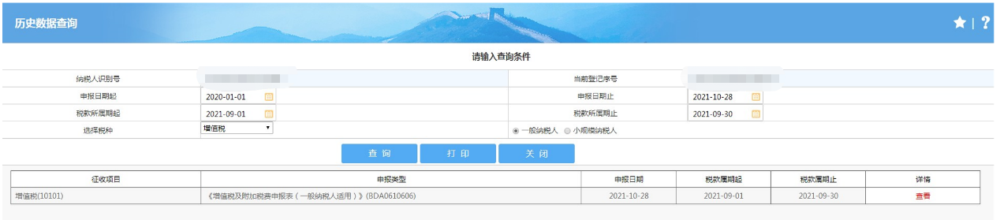 历史数据查询
请输入查询条件
纳税人识别号 当前登记序号
申报日期起 2020-01-01 申报日期止 2021-10-28
税款所属期起 2021-09-01 税款所属期止 2021-09-30
选择税种 增值税 一般纳税人 小规模纳税人
查 询 打 印 关 闭
征收项目 申报类型 申报日期 税款属期起 税款属期止 详情
增值税(10101) 《增值税及附加税费申报表（一般纳税人适用）》(BDA0610606) 2021-10-28 2021-09-01 2021-09-30 查看